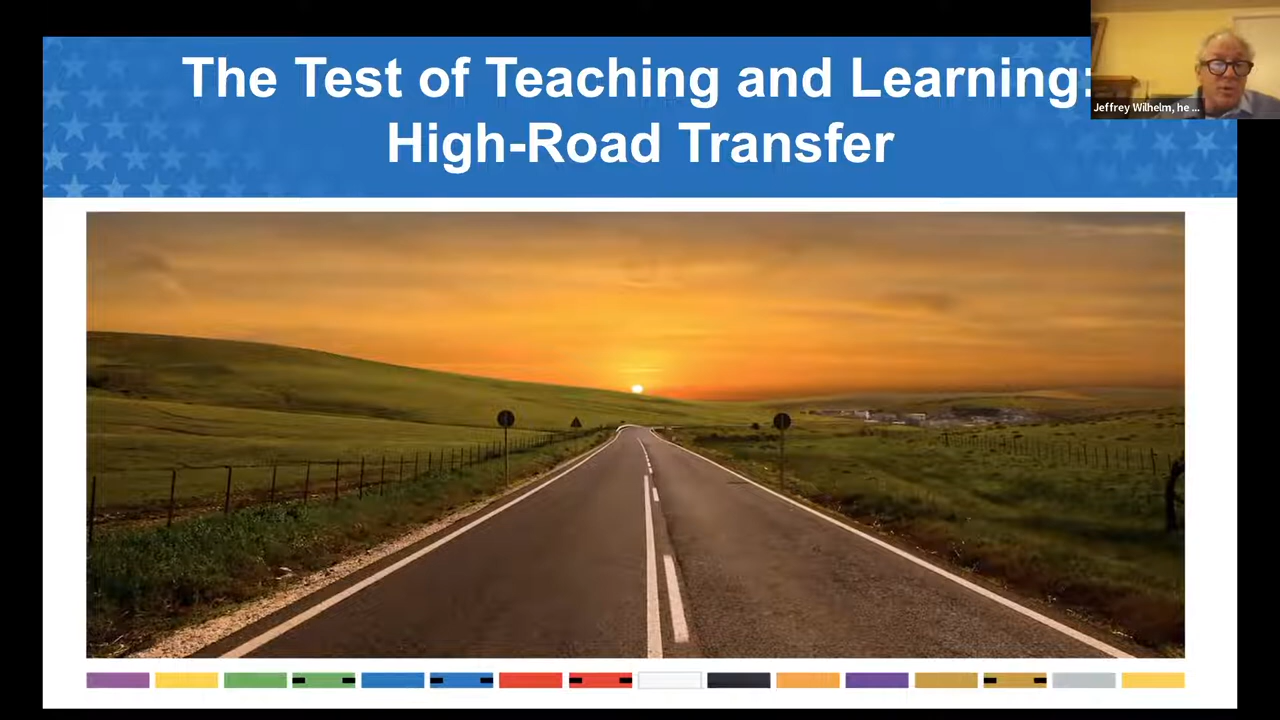 The Test of Teaching and Learning:
High-Road Transfer
Jeffrey Wilhelm, he ...